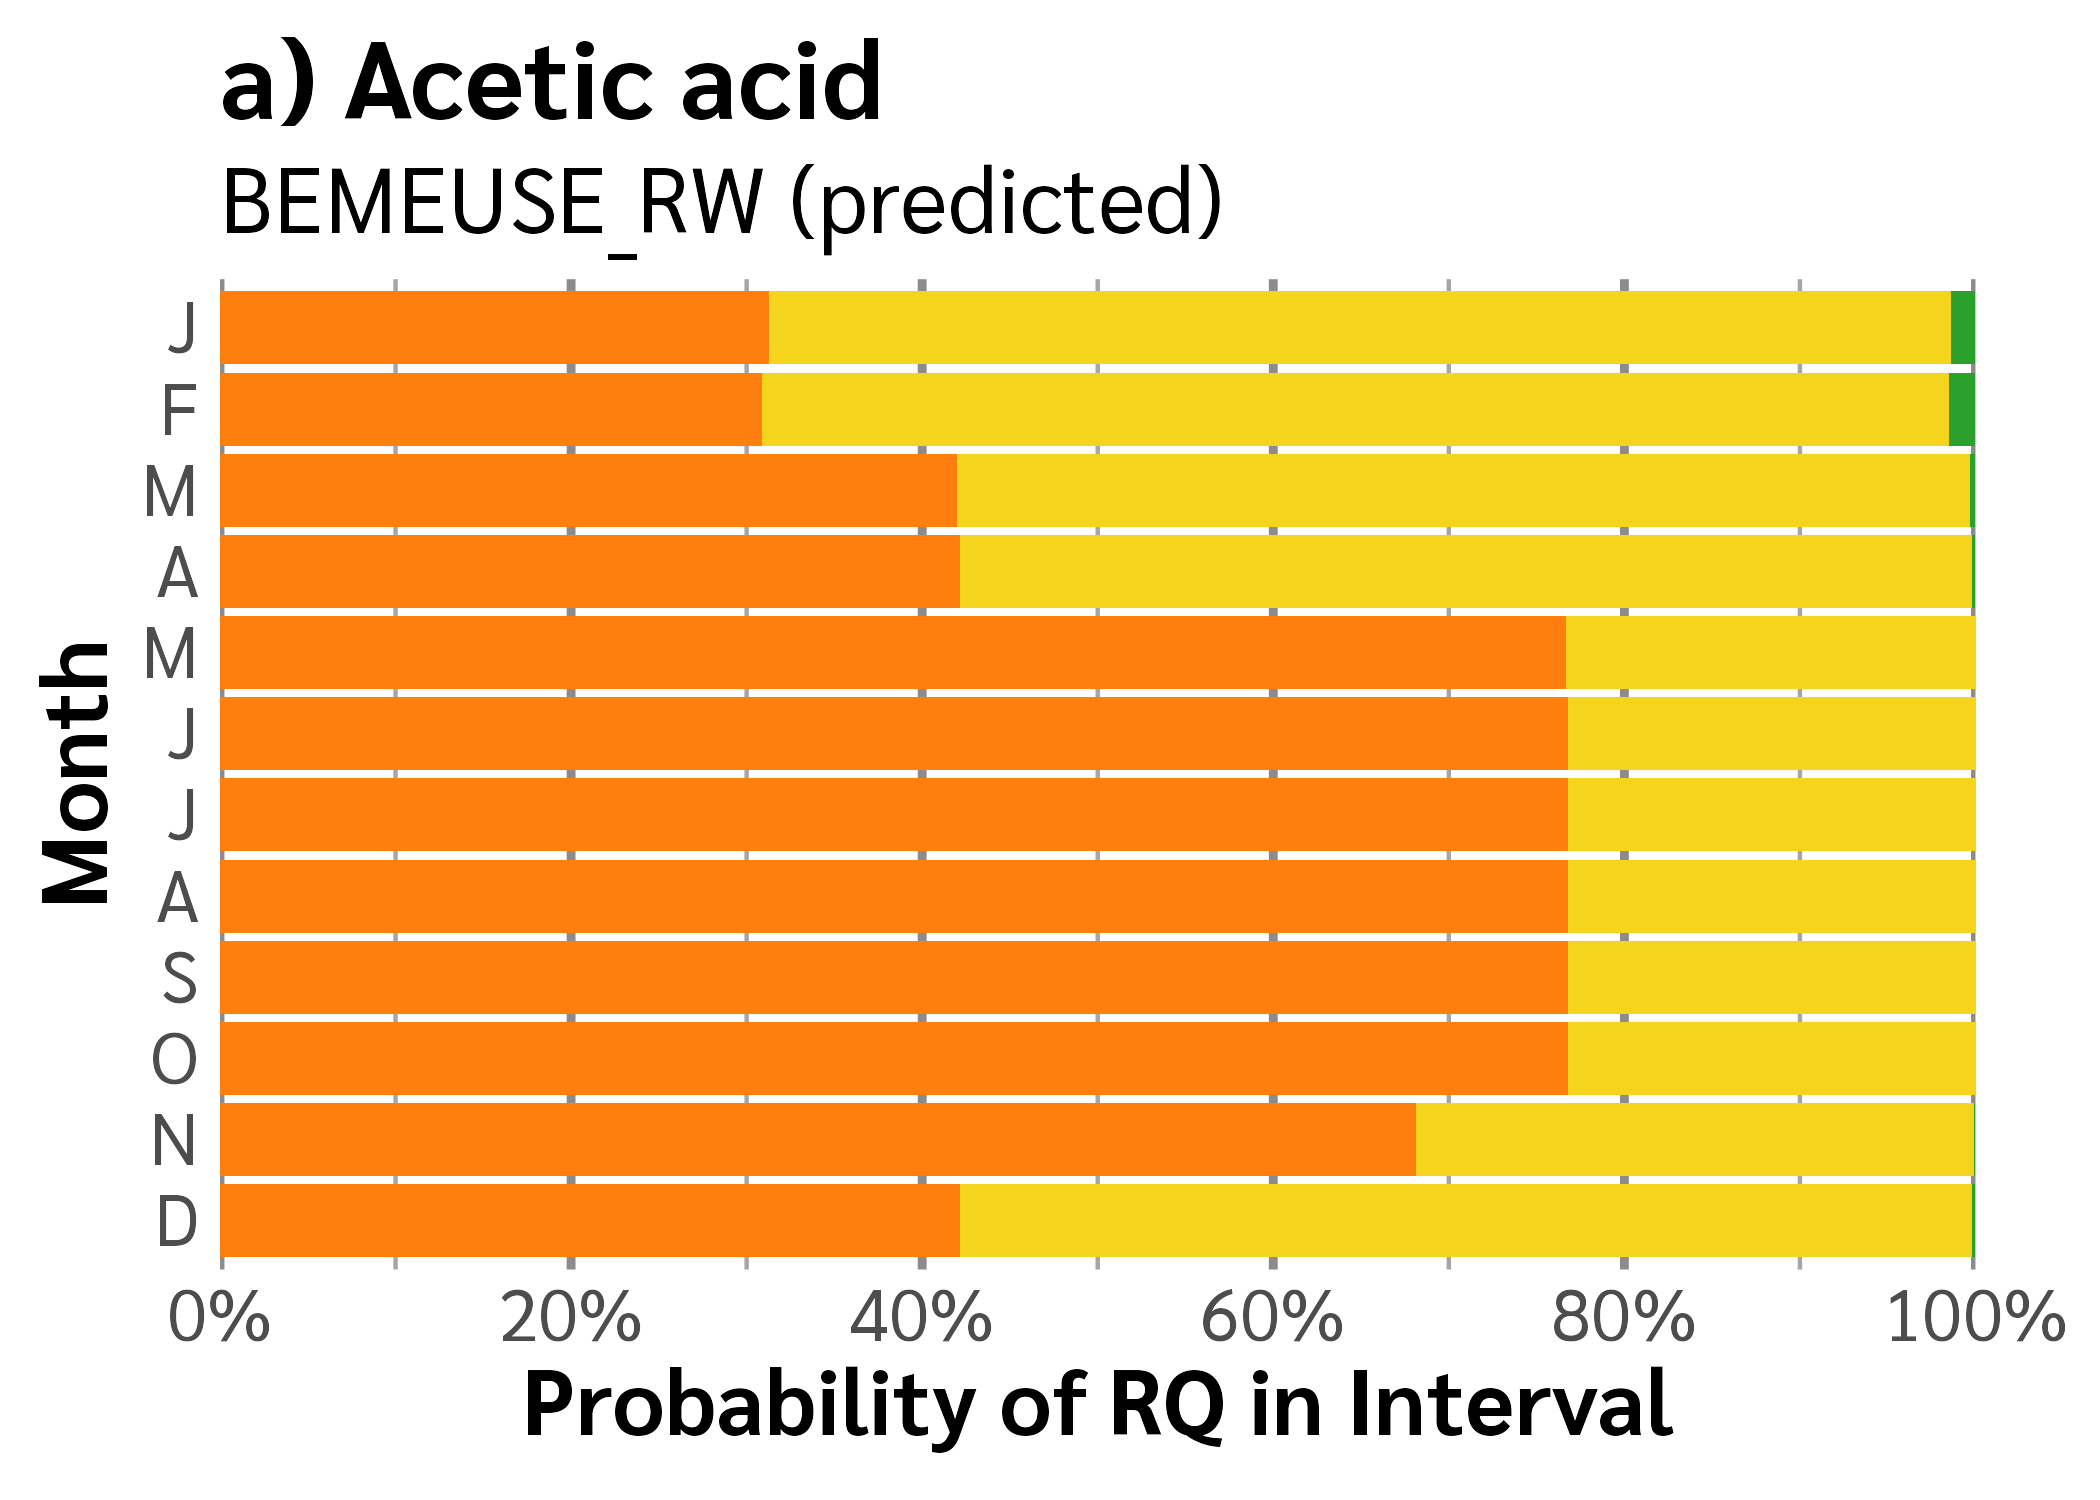 a) Acetic acid
BEMEUSE_RW (predicted)
Month
J
F
M
A
M
J
J
A
S
O
N
D
0% 20% 40% 60% 80% 100%
Probability of RQ in Interval